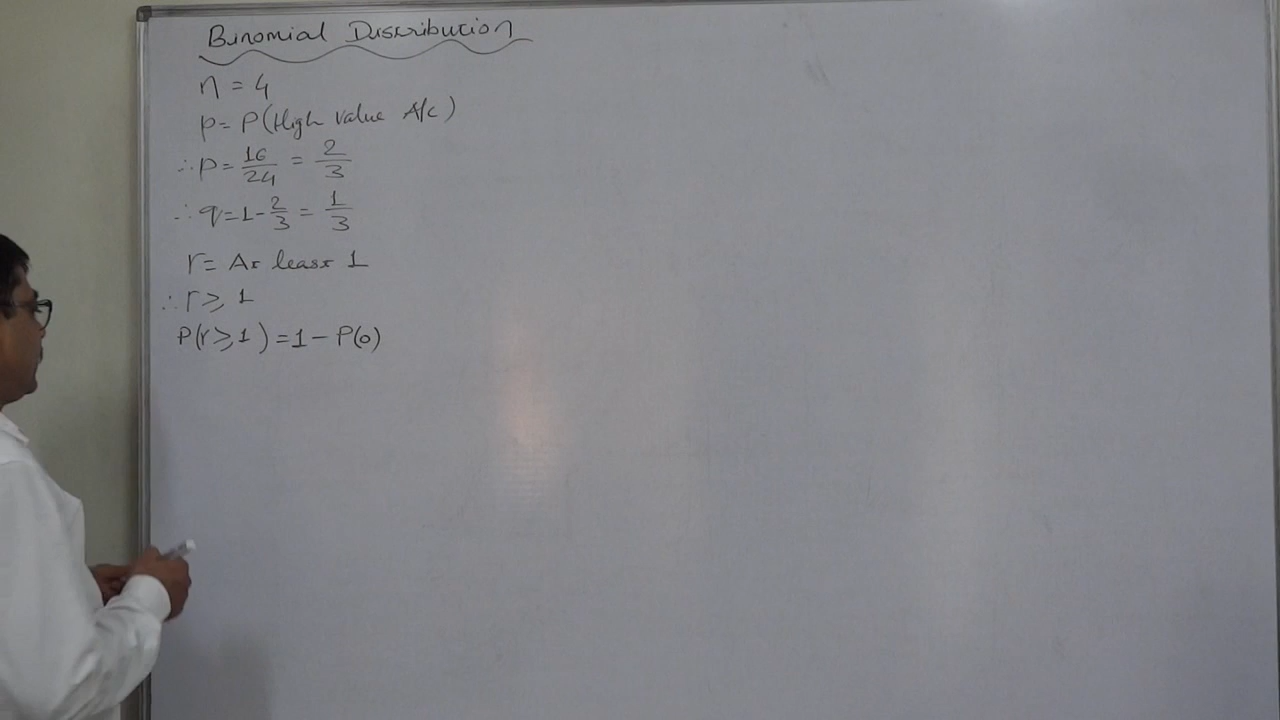 Binomial Distribution
n = 4
p = P(High Value A/c)
∴ p = 16/24 = 2/3
∴ q = 1 - 2/3 = 1/3
r = At least 1
∴ r ⩾ 1
P(r ⩾ 1) = 1 - P(0)